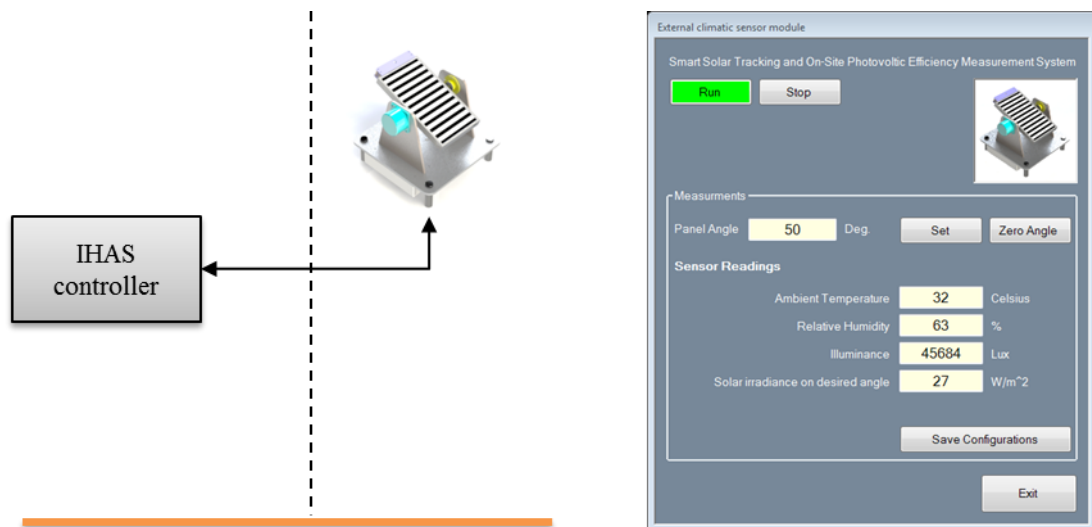 IHAS
controller
External climatic sensor module
Smart Solar Tracking and On-Site Photovoltic Efficiency Measurement System
Run Stop
Measurments
Panel Angle 50 Deg. Set Zero Angle
Sensor Readings
Ambient Temperature 32 Celsius
Relative Humidity 63 %
Illuminance 45684 Lux
Solar irradiance on desired angle 27 W/m^2
Save Configurations
Exit